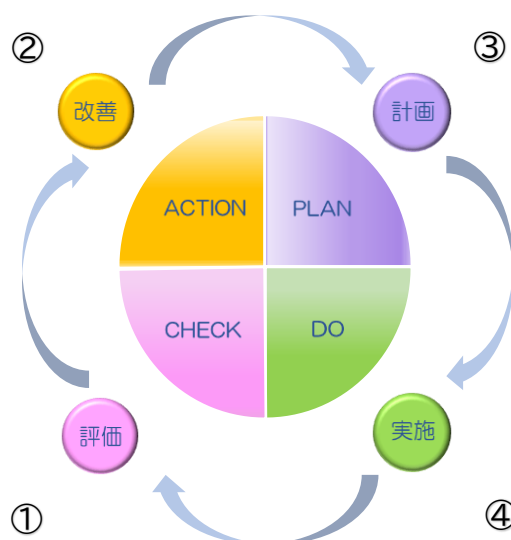 ② ③
改善 計画
ACTION PLAN
CHECK DO
評価 実施
① ④